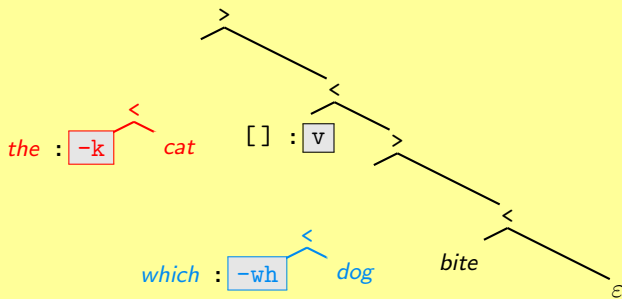 >
<
<
the : -k cat [] : v >
<
<
which : -wh dog bite
ε